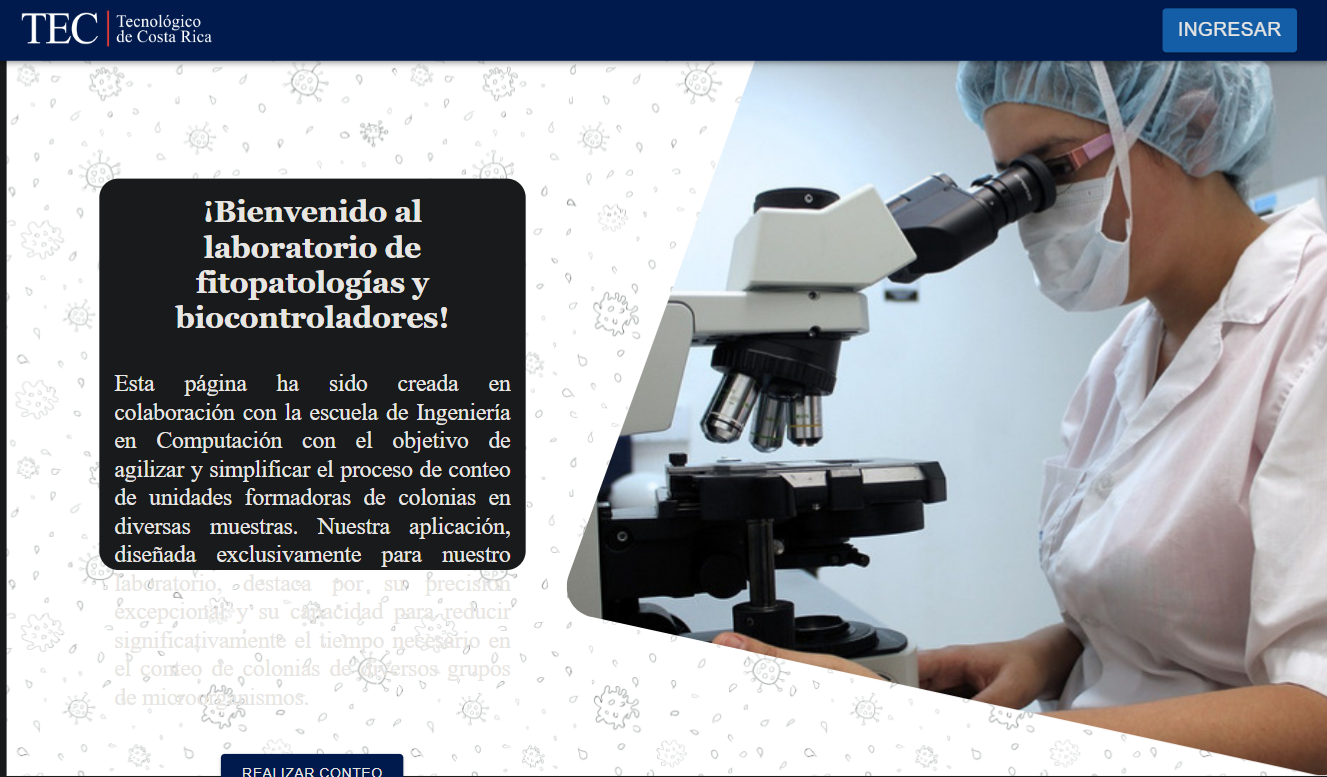 TEC
Tecnológico
de Costa Rica
INGRESAR
¡Bienvenido al
laboratorio de
fitopatologías y
biocontroladores!
Esta página ha sido creada en
colaboración con la escuela de Ingeniería
en Computación con el objetivo de
agilizar y simplificar el proceso de conteo
de unidades formadoras de colonias en
diversas muestras. Nuestra aplicación,
diseñada exclusivamente para nuestro
laboratorio, destaca por su precisión
excepcional y su capacidad para reducir
significativamente el tiempo necesario en
el conteo de colonias de diversos grupos
de microorganismos.
REALIZAR CONTEO